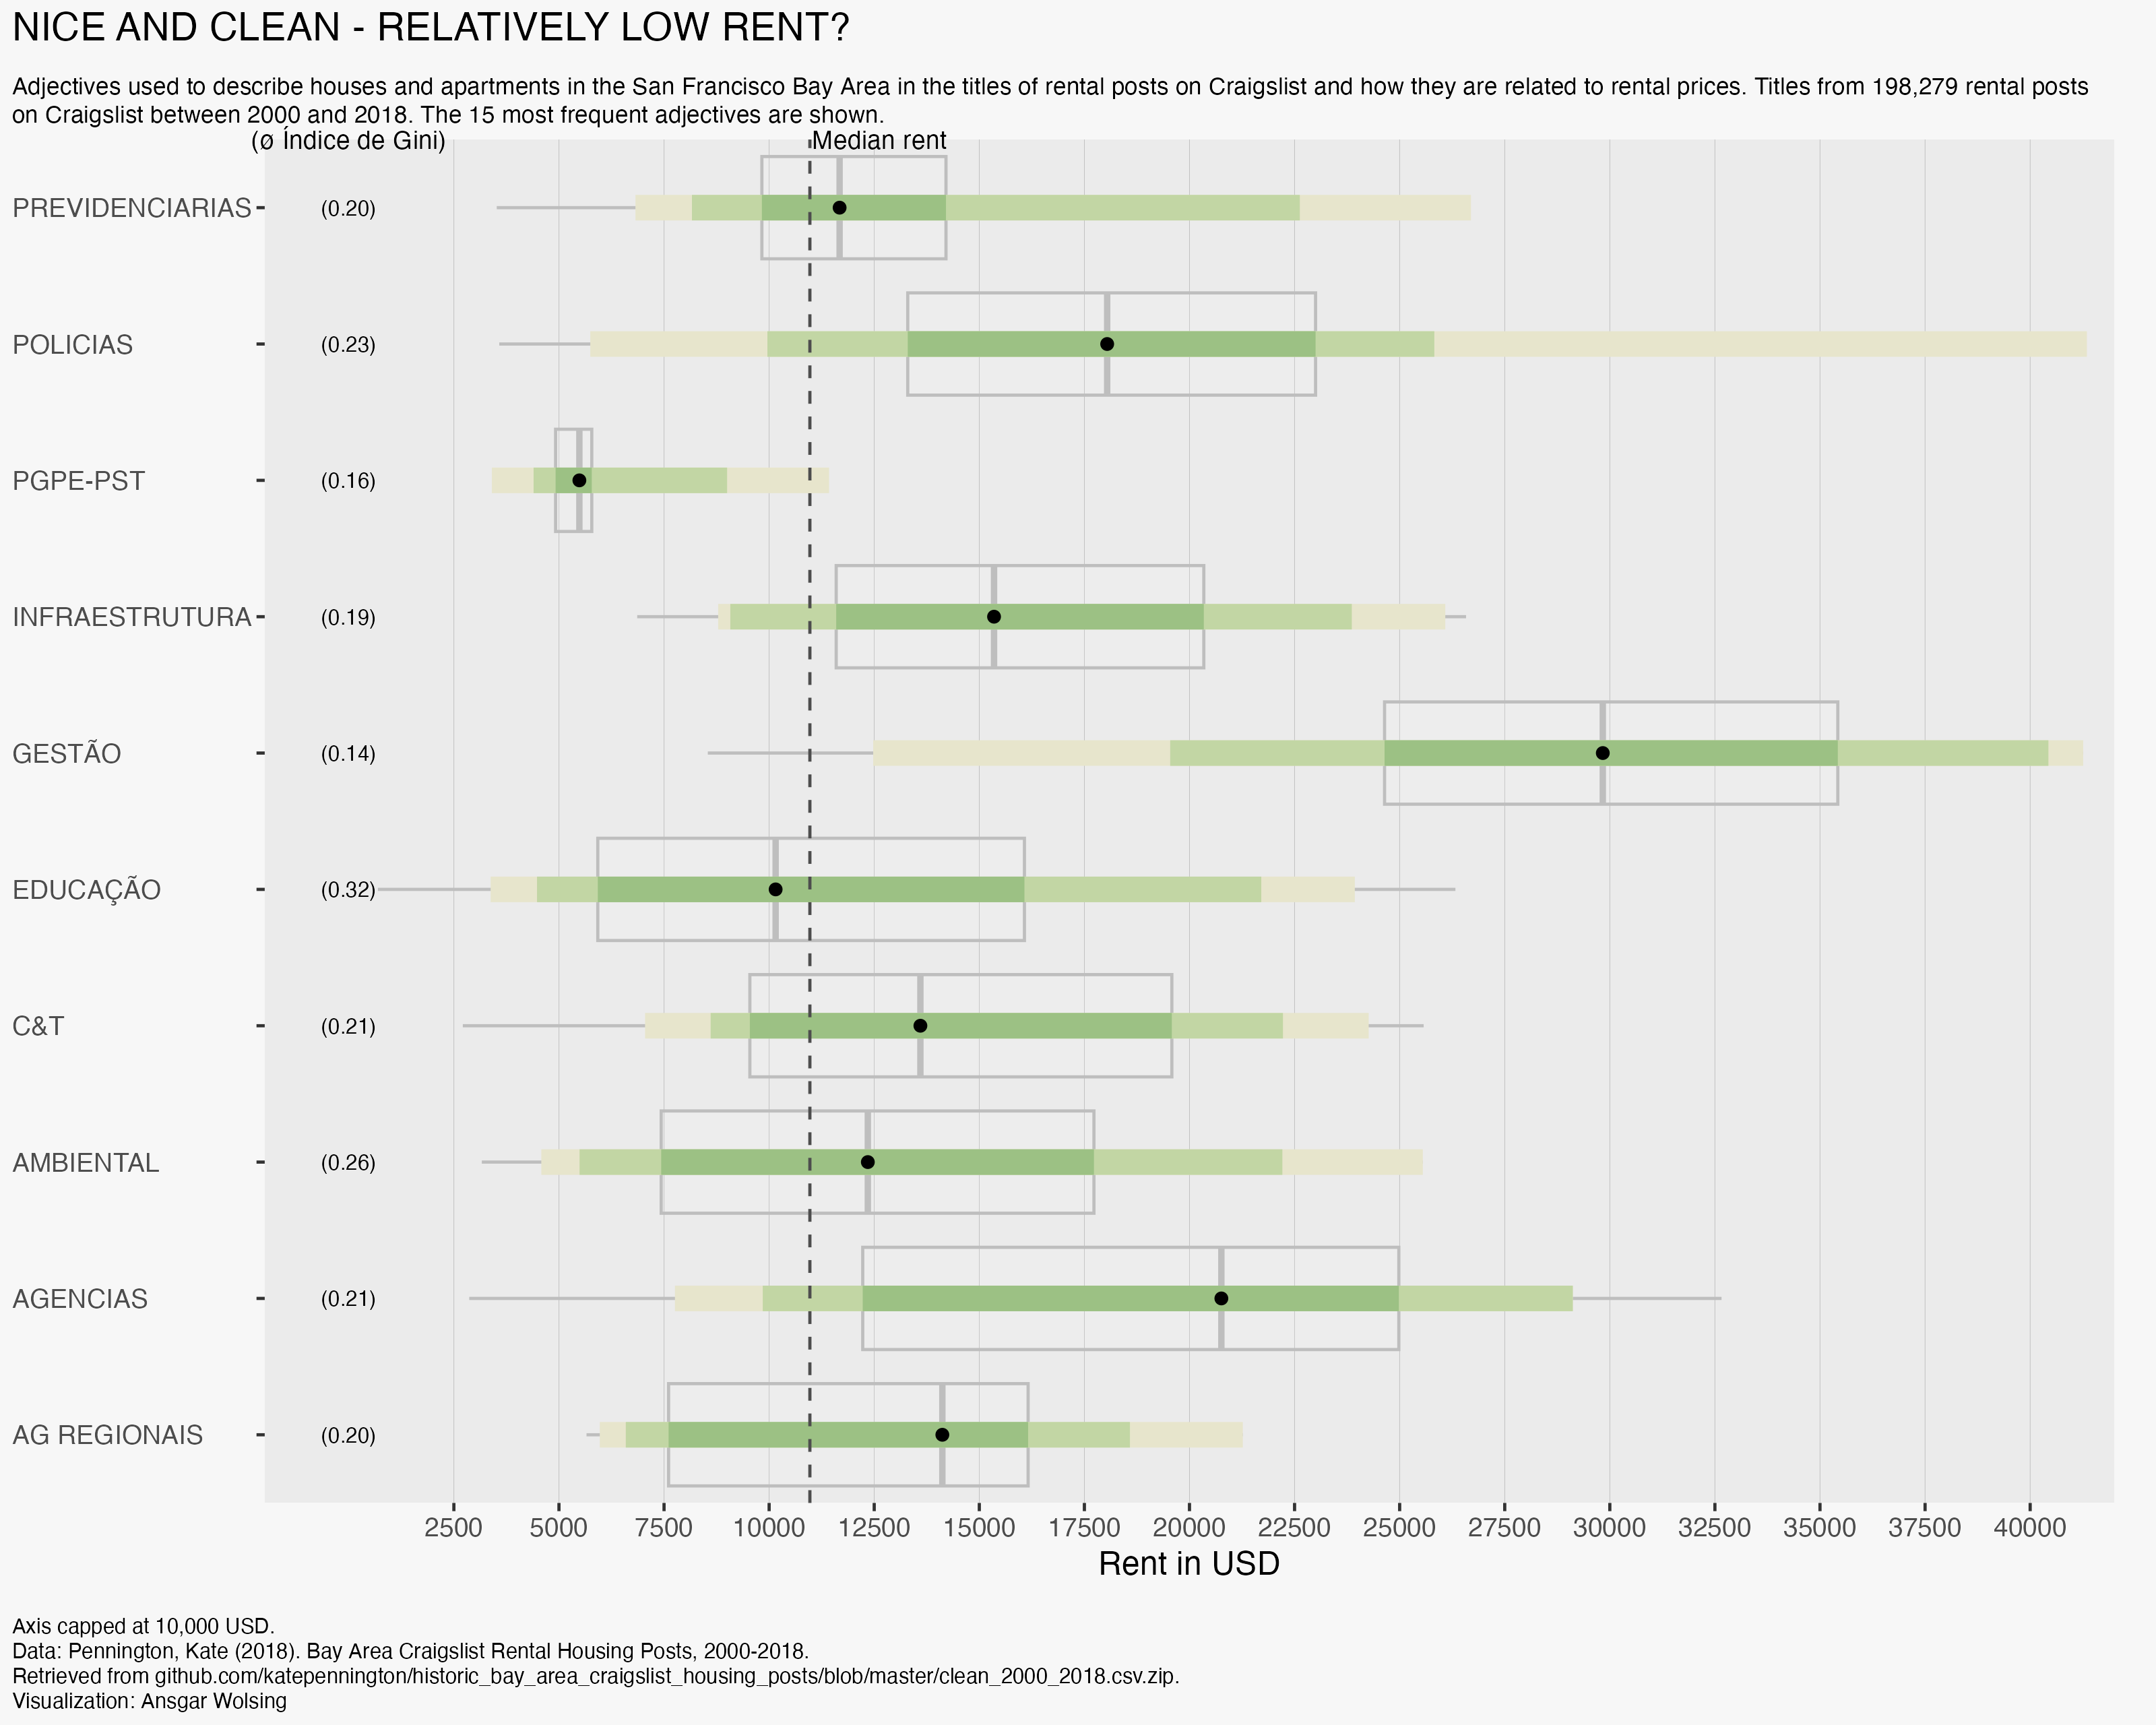 NICE AND CLEAN - RELATIVELY LOW RENT?
Adjectives used to describe houses and apartments in the San Francisco Bay Area in the titles of rental posts on Craigslist and how they are related to rental prices. Titles from 198,279 rental posts
on Craigslist between 2000 and 2018. The 15 most frequent adjectives are shown.
(ø Índice de Gini) Median rent
PREVIDENCIARIAS (0.20)
POLICIAS (0.23)
PGPE-PST (0.16)
INFRAESTRUTURA (0.19)
GESTÃO (0.14)
EDUCAÇÃO (0.32)
C&T (0.21)
AMBIENTAL (0.26)
AGENCIAS (0.21)
AG REGIONAIS (0.20)
2500 5000 7500 10000 12500 15000 17500 20000 22500 25000 27500 30000 32500 35000 37500 40000
Rent in USD
Axis capped at 10,000 USD.
Data: Pennington, Kate (2018). Bay Area Craigslist Rental Housing Posts, 2000-2018.
Retrieved from github.com/katepennington/historic_bay_area_craigslist_housing_posts/blob/master/clean_2000_2018.csv.zip.
Visualization: Ansgar Wolsing